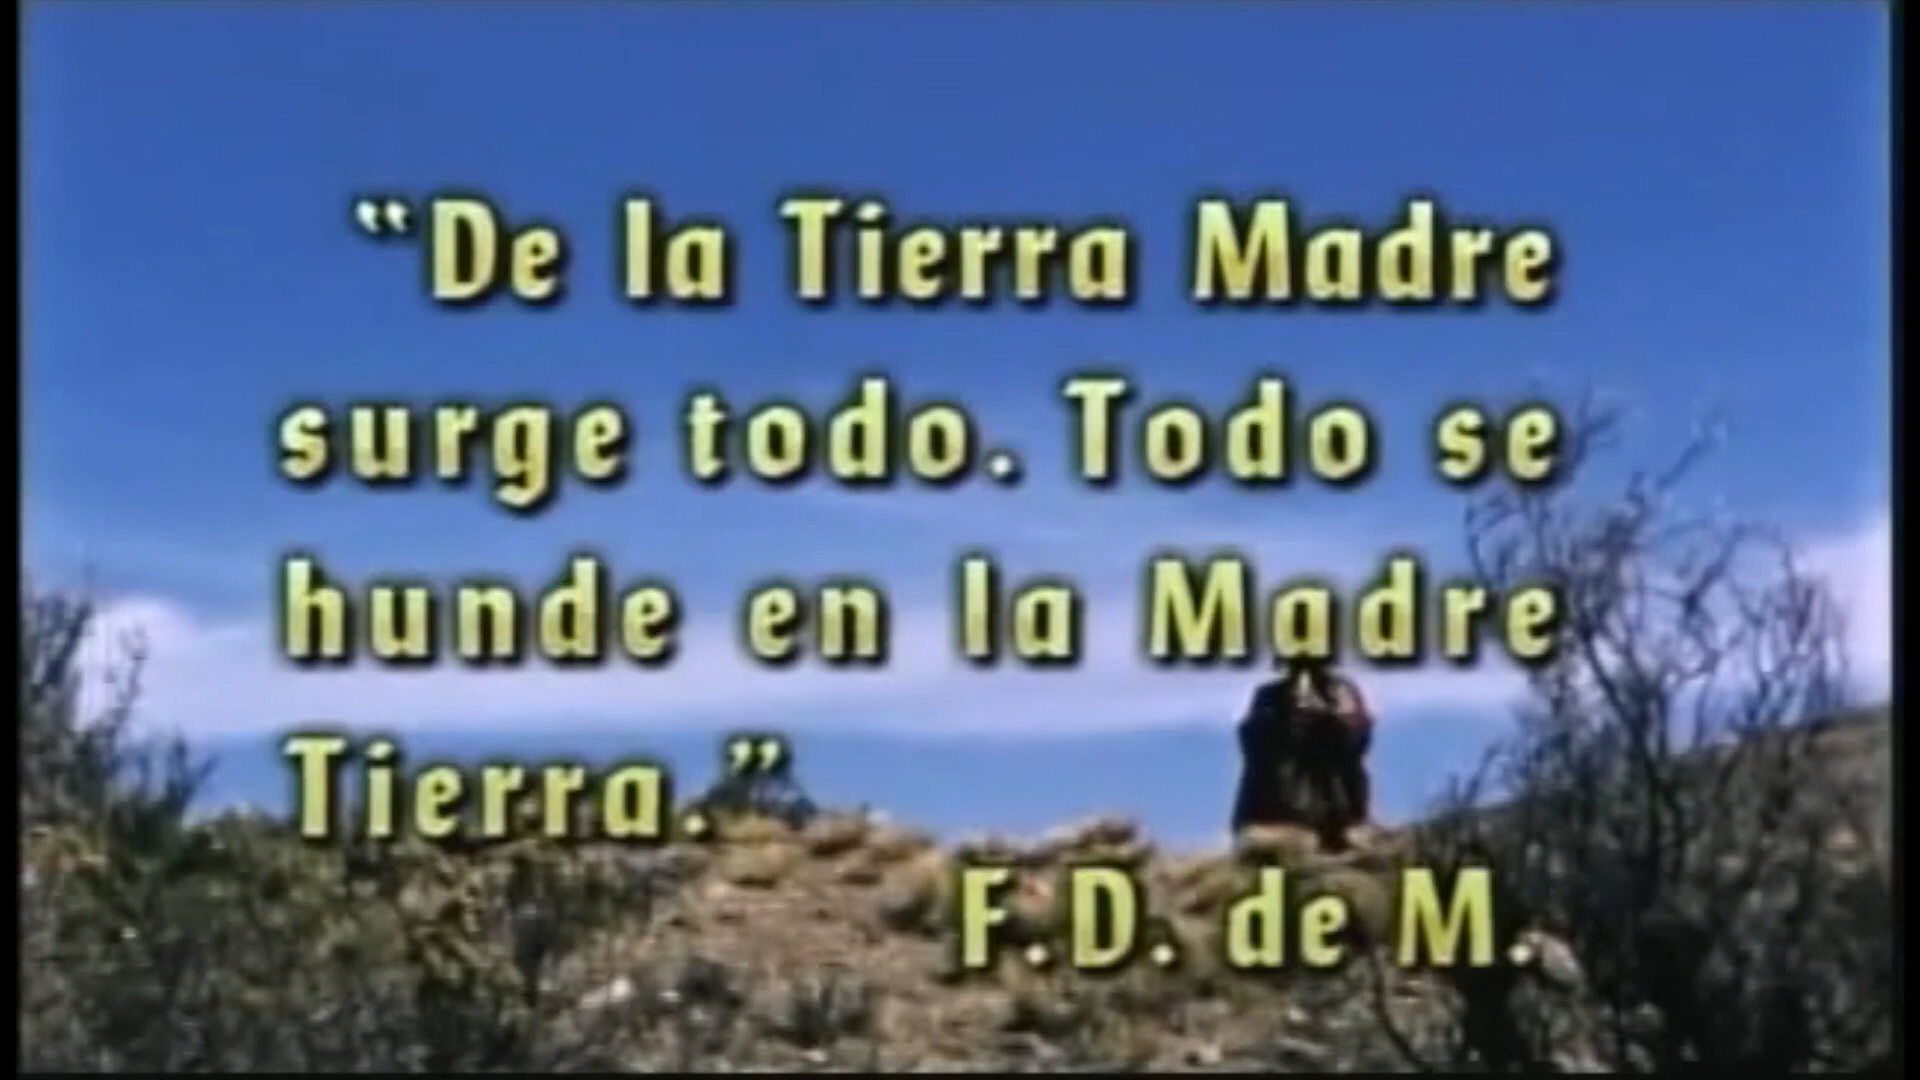 "De la Tierra Madre
surge todo. Todo se
hunde en la Madre
Tierra."
F.D. de M.